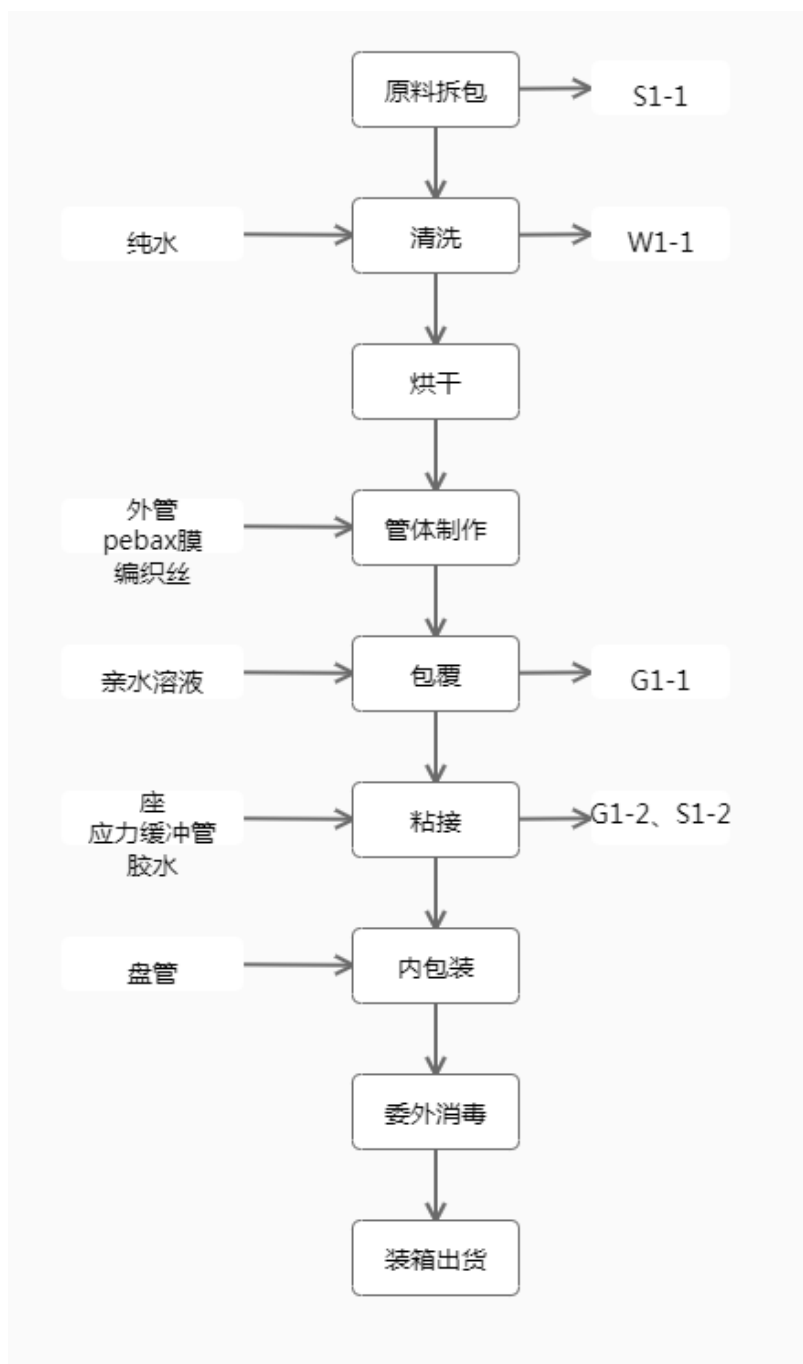 原料拆包
S1-1
纯水
清洗
W1-1
烘干
外管
pebax膜
编织丝
管体制作
亲水溶液
包覆
G1-1
座
应力缓冲管
胶水
粘接
G1-2、S1-2
盘管
内包装
委外消毒
装箱出货